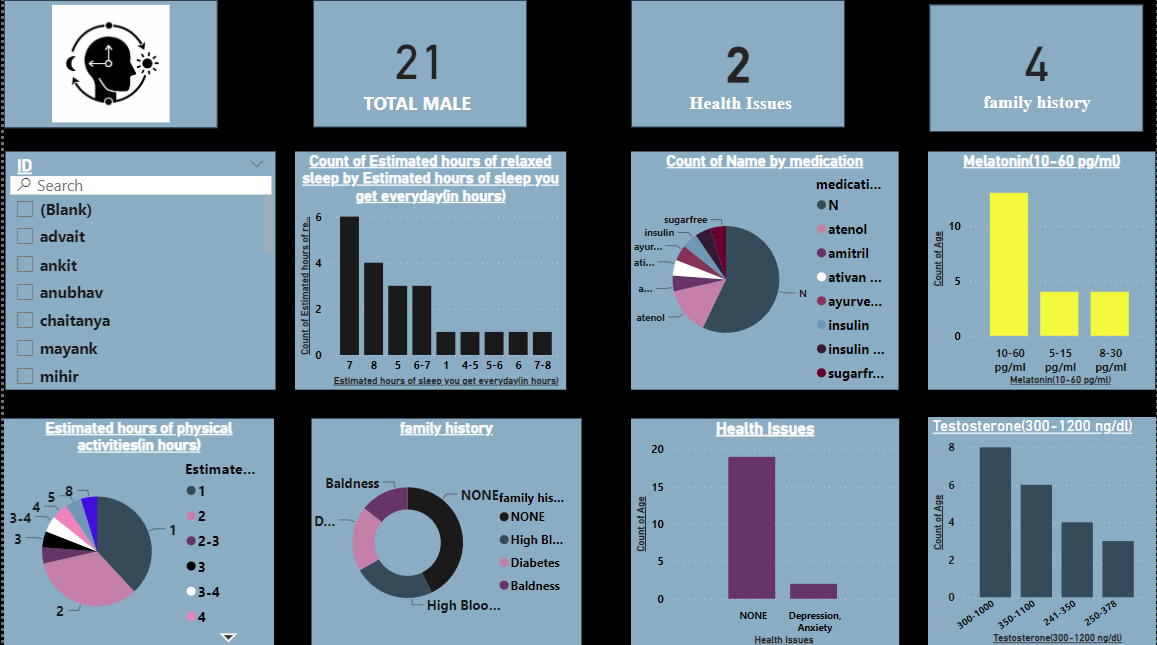 21
TOTAL MALE
2
Health Issues
4
family history
ID
Search
(Blank)
advait
ankit
anubhav
chaitanya
mayank
mihir
Count of Estimated hours of relaxed
sleep by Estimated hours of sleep you
get everyday(in hours)
Count of Estimated hours of re...
6
4
2
0
7 8 5 6-7 1 4-5 5-6 6 7-8
Estimated hours of sleep you get everyday(in hours)
Count of Name by medication
sugarfree
insulin
ayur...
ati...
a...
atenol
N
medicati...
N
atenol
amitril
ativan ...
ayurve...
insulin
insulin ...
sugarfr...
Melatonin(10-60 pg/ml)
Count of Age
10
5
0
10-60 5-15 8-30
pg/ml pg/ml pg/ml
Melatonin(10-60 pg/ml)
Estimated hours of physical
activities(in hours)
8
5
4
3-4
3
2
1
Estimate...
1
2
2-3
3
3-4
4
family history
Baldness
D...
NONE
High Bloo...
family his...
NONE
High Bl...
Diabetes
Baldness
Health Issues
Count of Age
20
15
10
5
0
NONE Depression,
Anxiety
Health Issues
Testosterone(300-1200 ng/dl)
Count of Age
8
6
4
2
0
300-1000 350-1100 241-350 250-378
Testosterone(300-1200 ng/dl)